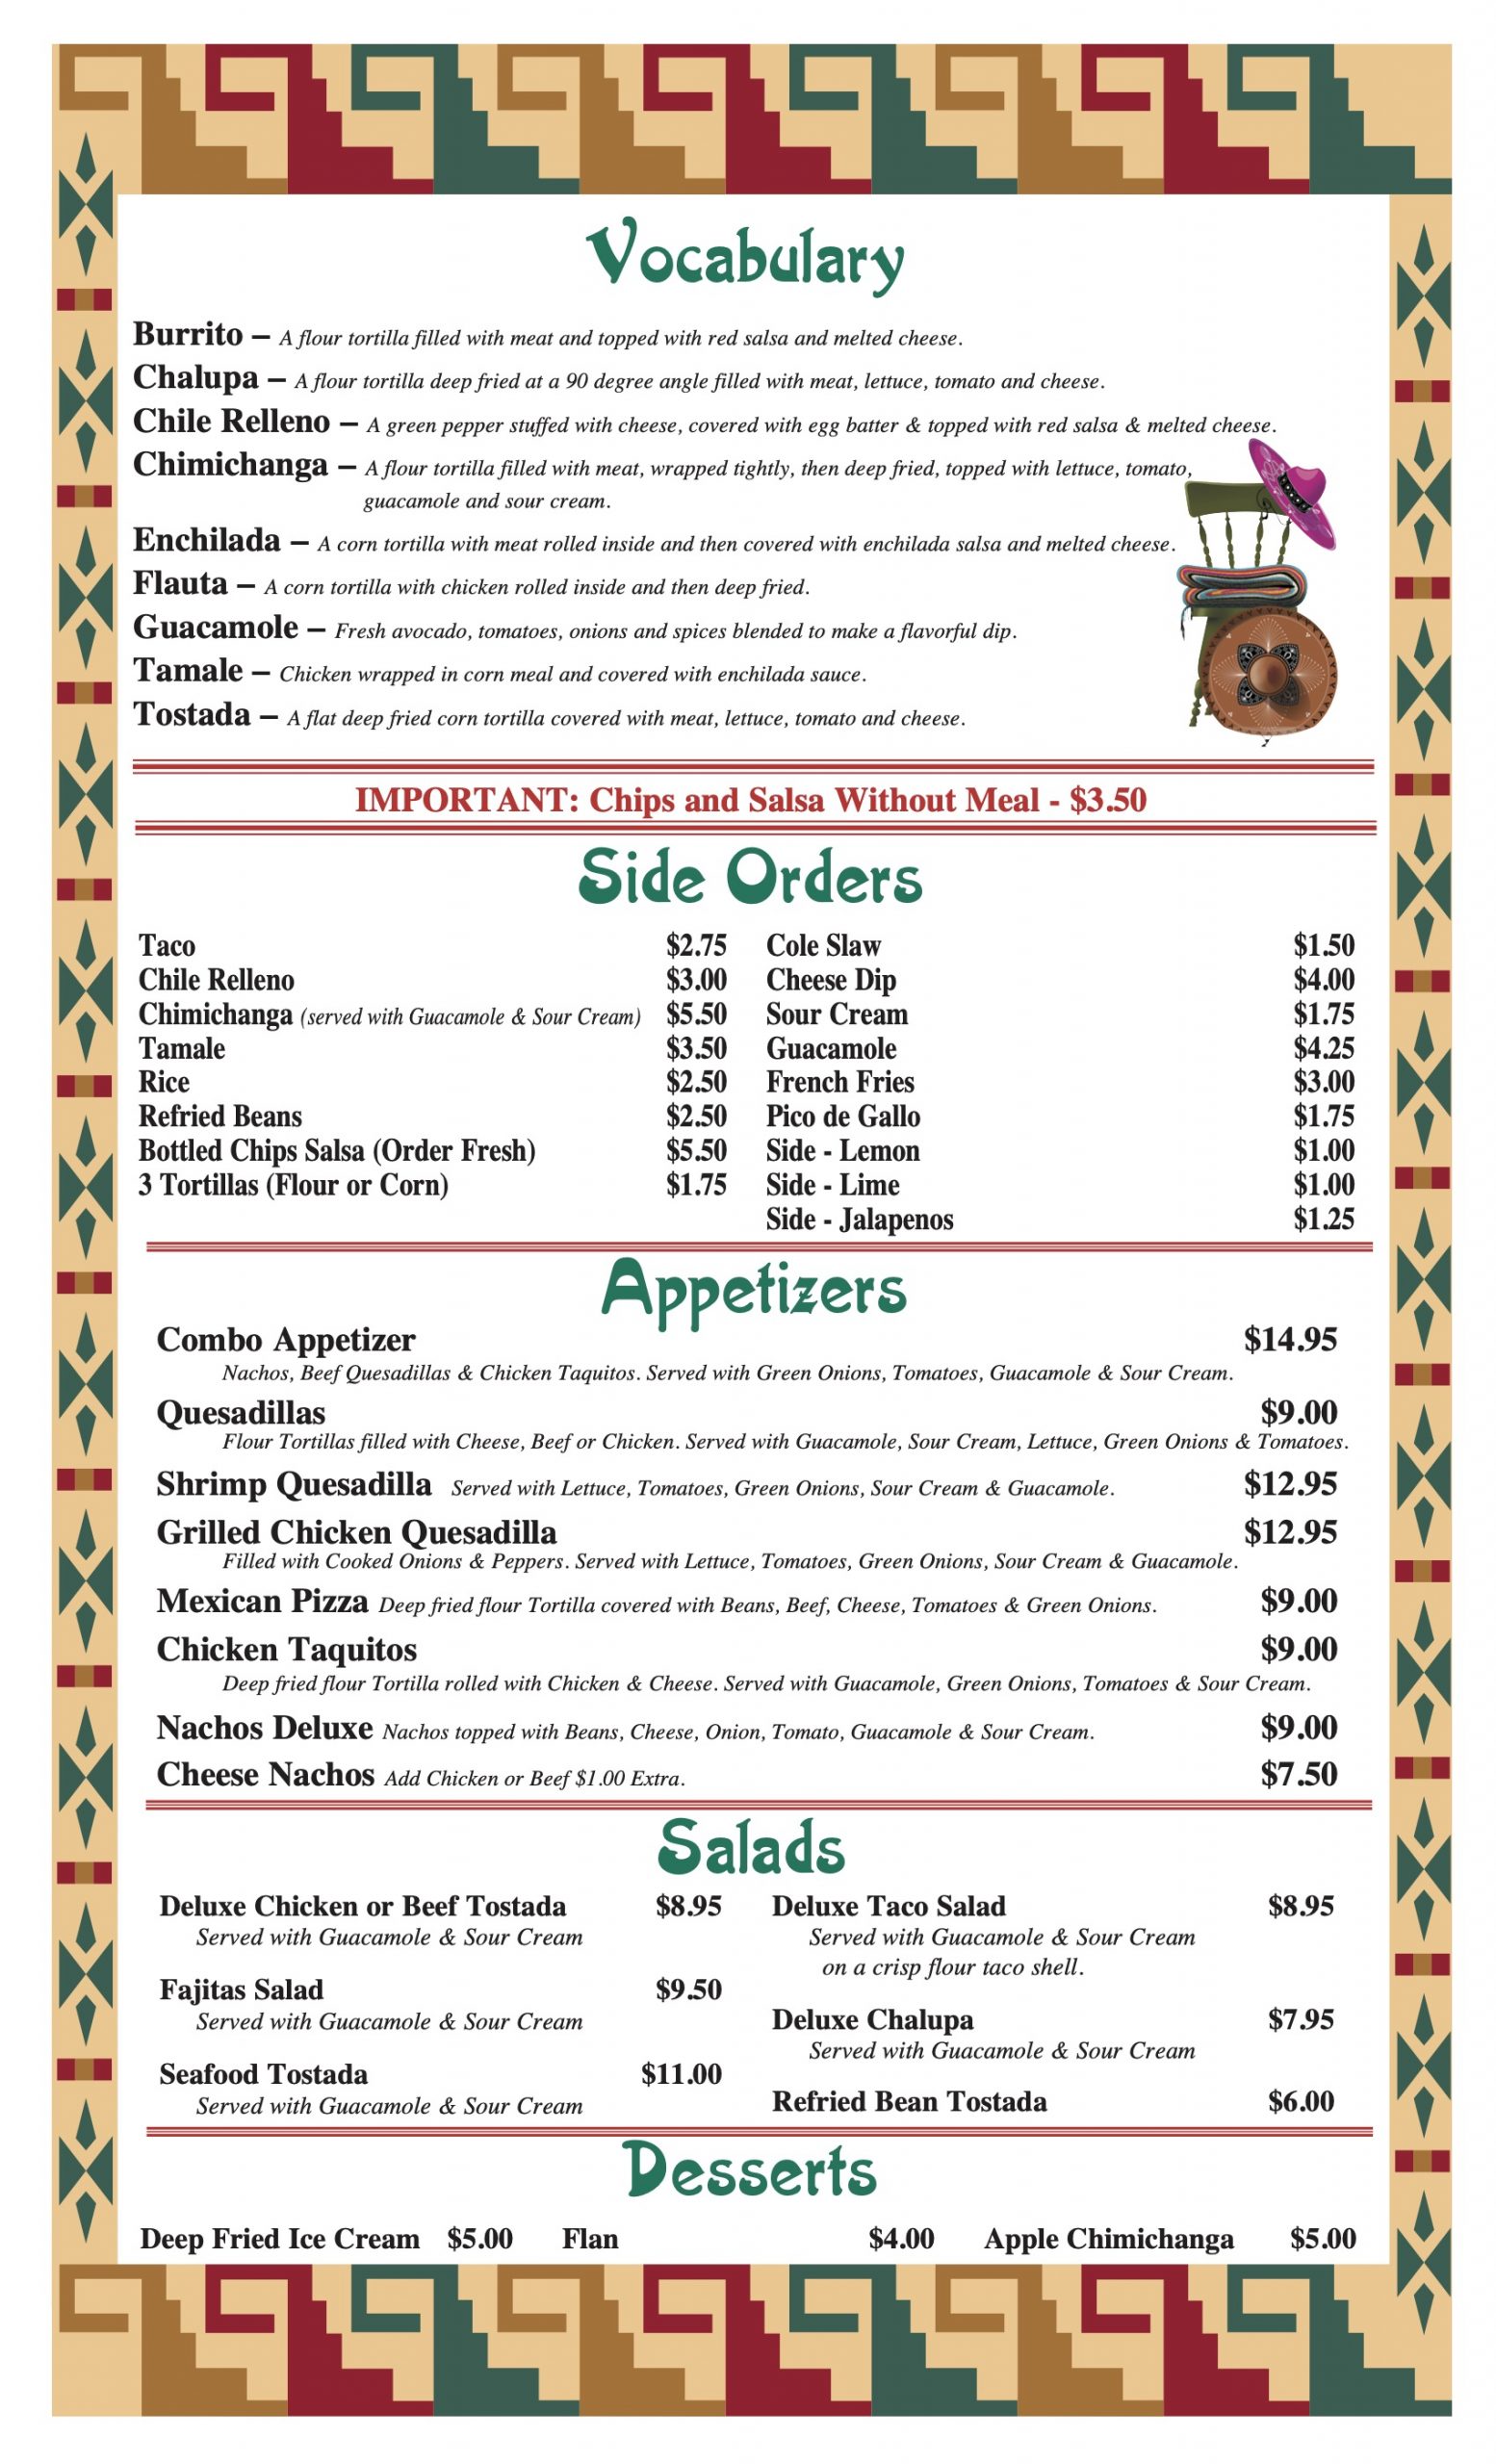 Vocabulary
Burrito – A flour tortilla filled with meat and topped with red salsa and melted cheese.
Chalupa – A flour tortilla deep fried at a 90 degree angle filled with meat, lettuce, tomato and cheese.
Chile Relleno – A green pepper stuffed with cheese, covered with egg batter & topped with red salsa & melted cheese.
Chimichanga – A flour tortilla filled with meat, wrapped tightly, then deep fried, topped with lettuce, tomato,
guacamole and sour cream.
Enchilada – A corn tortilla with meat rolled inside and then covered with enchilada salsa and melted cheese.
Flauta – A corn tortilla with chicken rolled inside and then deep fried.
Guacamole – Fresh avocado, tomatoes, onions and spices blended to make a flavorful dip.
Tamale – Chicken wrapped in corn meal and covered with enchilada sauce.
Tostada – A flat deep fried corn tortilla covered with meat, lettuce, tomato and cheese.
IMPORTANT: Chips and Salsa Without Meal - $3.50
Side Orders
Taco $2.75
Chile Relleno $3.00
Chimichanga (served with Guacamole & Sour Cream) $5.50
Tamale $3.50
Rice $2.50
Refried Beans $2.50
Bottled Chips Salsa (Order Fresh) $5.50
3 Tortillas (Flour or Corn) $1.75
Cole Slaw $1.50
Cheese Dip $4.00
Sour Cream $1.75
Guacamole $4.25
French Fries $3.00
Pico de Gallo $1.75
Side - Lemon $1.00
Side - Lime $1.00
Side - Jalapenos $1.25
Appetizers
Combo Appetizer $14.95
Nachos, Beef Quesadillas & Chicken Taquitos. Served with Green Onions, Tomatoes, Guacamole & Sour Cream.
Quesadillas $9.00
Flour Tortillas filled with Cheese, Beef or Chicken. Served with Guacamole, Sour Cream, Lettuce, Green Onions & Tomatoes.
Shrimp Quesadilla Served with Lettuce, Tomatoes, Green Onions, Sour Cream & Guacamole. $12.95
Grilled Chicken Quesadilla $12.95
Filled with Cooked Onions & Peppers. Served with Lettuce, Tomatoes, Green Onions, Sour Cream & Guacamole.
Mexican Pizza Deep fried flour Tortilla covered with Beans, Beef, Cheese, Tomatoes & Green Onions. $9.00
Chicken Taquitos $9.00
Deep fried flour Tortilla rolled with Chicken & Cheese. Served with Guacamole, Green Onions, Tomatoes & Sour Cream.
Nachos Deluxe Nachos topped with Beans, Cheese, Onion, Tomato, Guacamole & Sour Cream. $9.00
Cheese Nachos Add Chicken or Beef $1.00 Extra. $7.50
Salads
Deluxe Chicken or Beef Tostada $8.95
Served with Guacamole & Sour Cream
Fajitas Salad $9.50
Served with Guacamole & Sour Cream
Seafood Tostada $11.00
Served with Guacamole & Sour Cream
Deluxe Taco Salad $8.95
Served with Guacamole & Sour Cream
on a crisp flour taco shell.
Deluxe Chalupa $7.95
Served with Guacamole & Sour Cream
Refried Bean Tostada $6.00
Desserts
Deep Fried Ice Cream $5.00 Flan $4.00 Apple Chimichanga $5.00